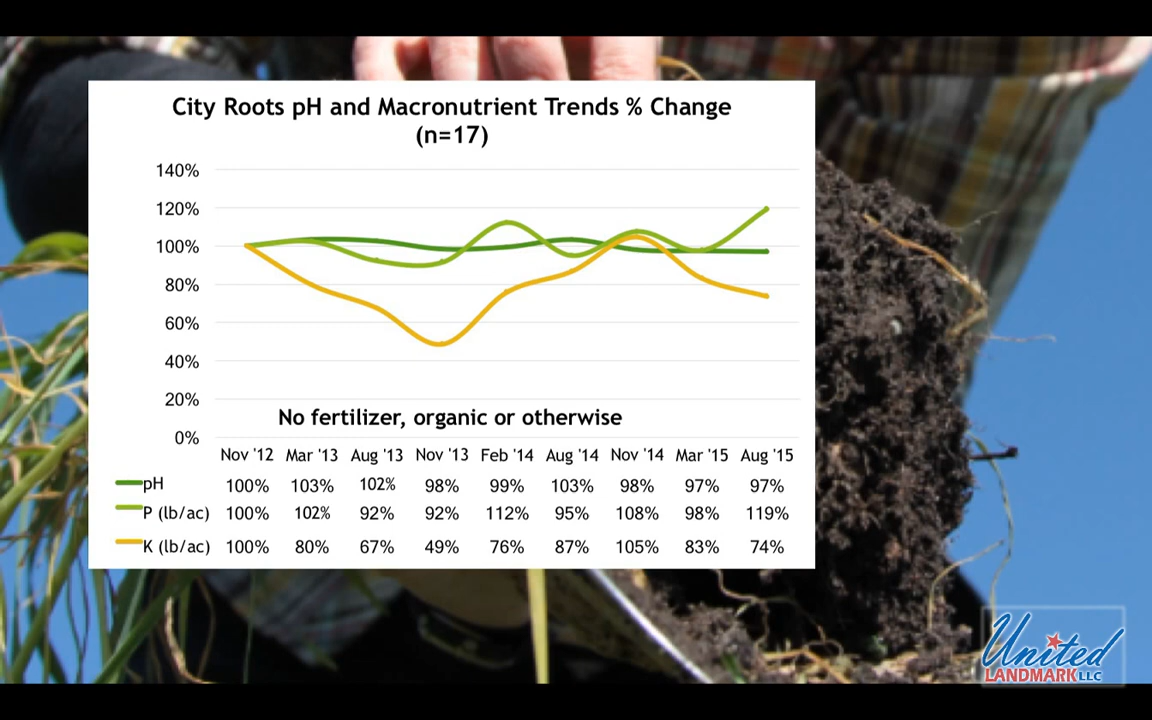 City Roots pH and Macronutrient Trends % Change
(n=17)
140%
120%
100%
80%
60%
40%
20%
0%
No fertilizer, organic or otherwise
Nov '12 Mar '13 Aug '13 Nov '13 Feb '14 Aug '14 Nov '14 Mar '15 Aug '15
pH 100% 103% 102% 98% 99% 103% 98% 97% 97%
P (lb/ac) 100% 102% 92% 92% 112% 95% 108% 98% 119%
K (lb/ac) 100% 80% 67% 49% 76% 87% 105% 83% 74%
United
LANDMARK LLC